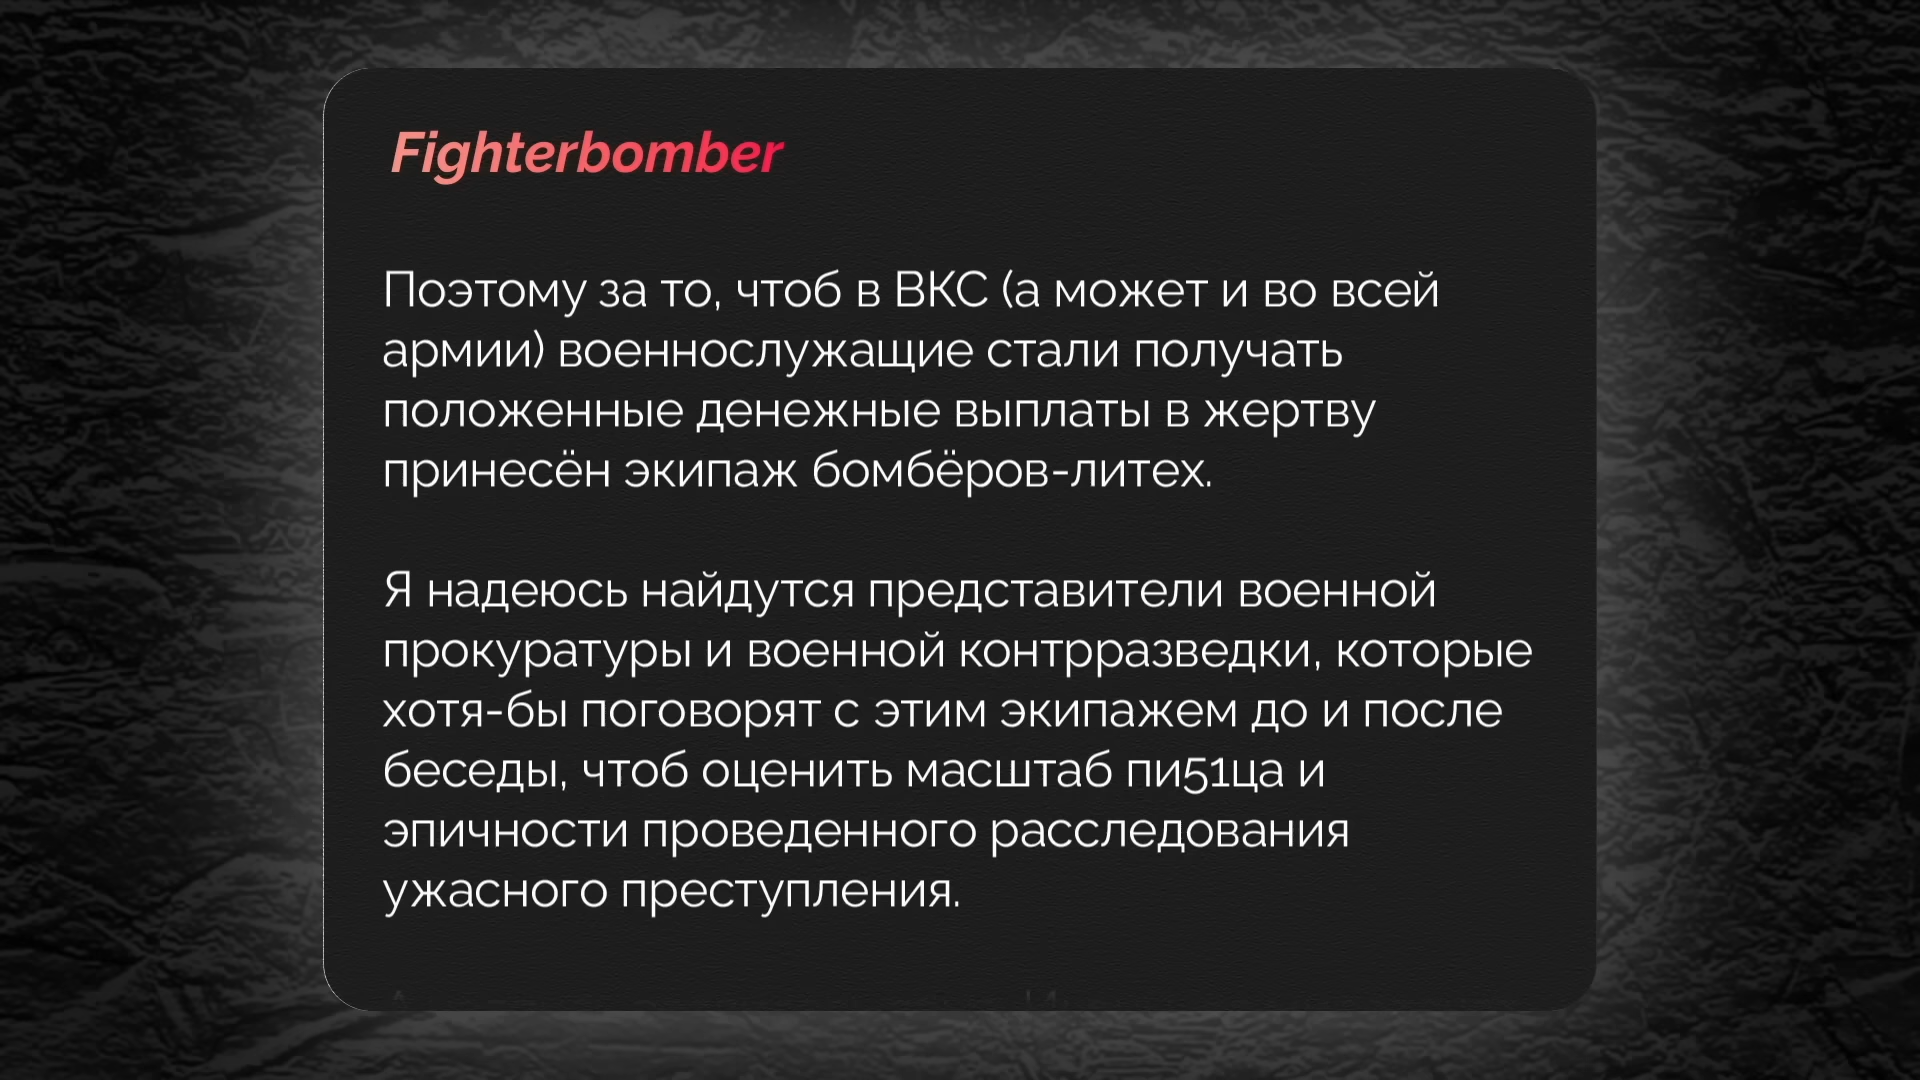 Fighterbomber
Поэтому за то, чтоб в ВКС (а может и во всей
армии) военнослужащие стали получать
положенные денежные выплаты в жертву
принесён экипаж бомбёров-литех.
Я надеюсь найдутся представители военной
прокуратуры и военной контрразведки, которые
хотя-бы поговорят с этим экипажем до и после
беседы, чтоб оценить масштаб пи51ца и
эпичности проведенного расследования
ужасного преступления.